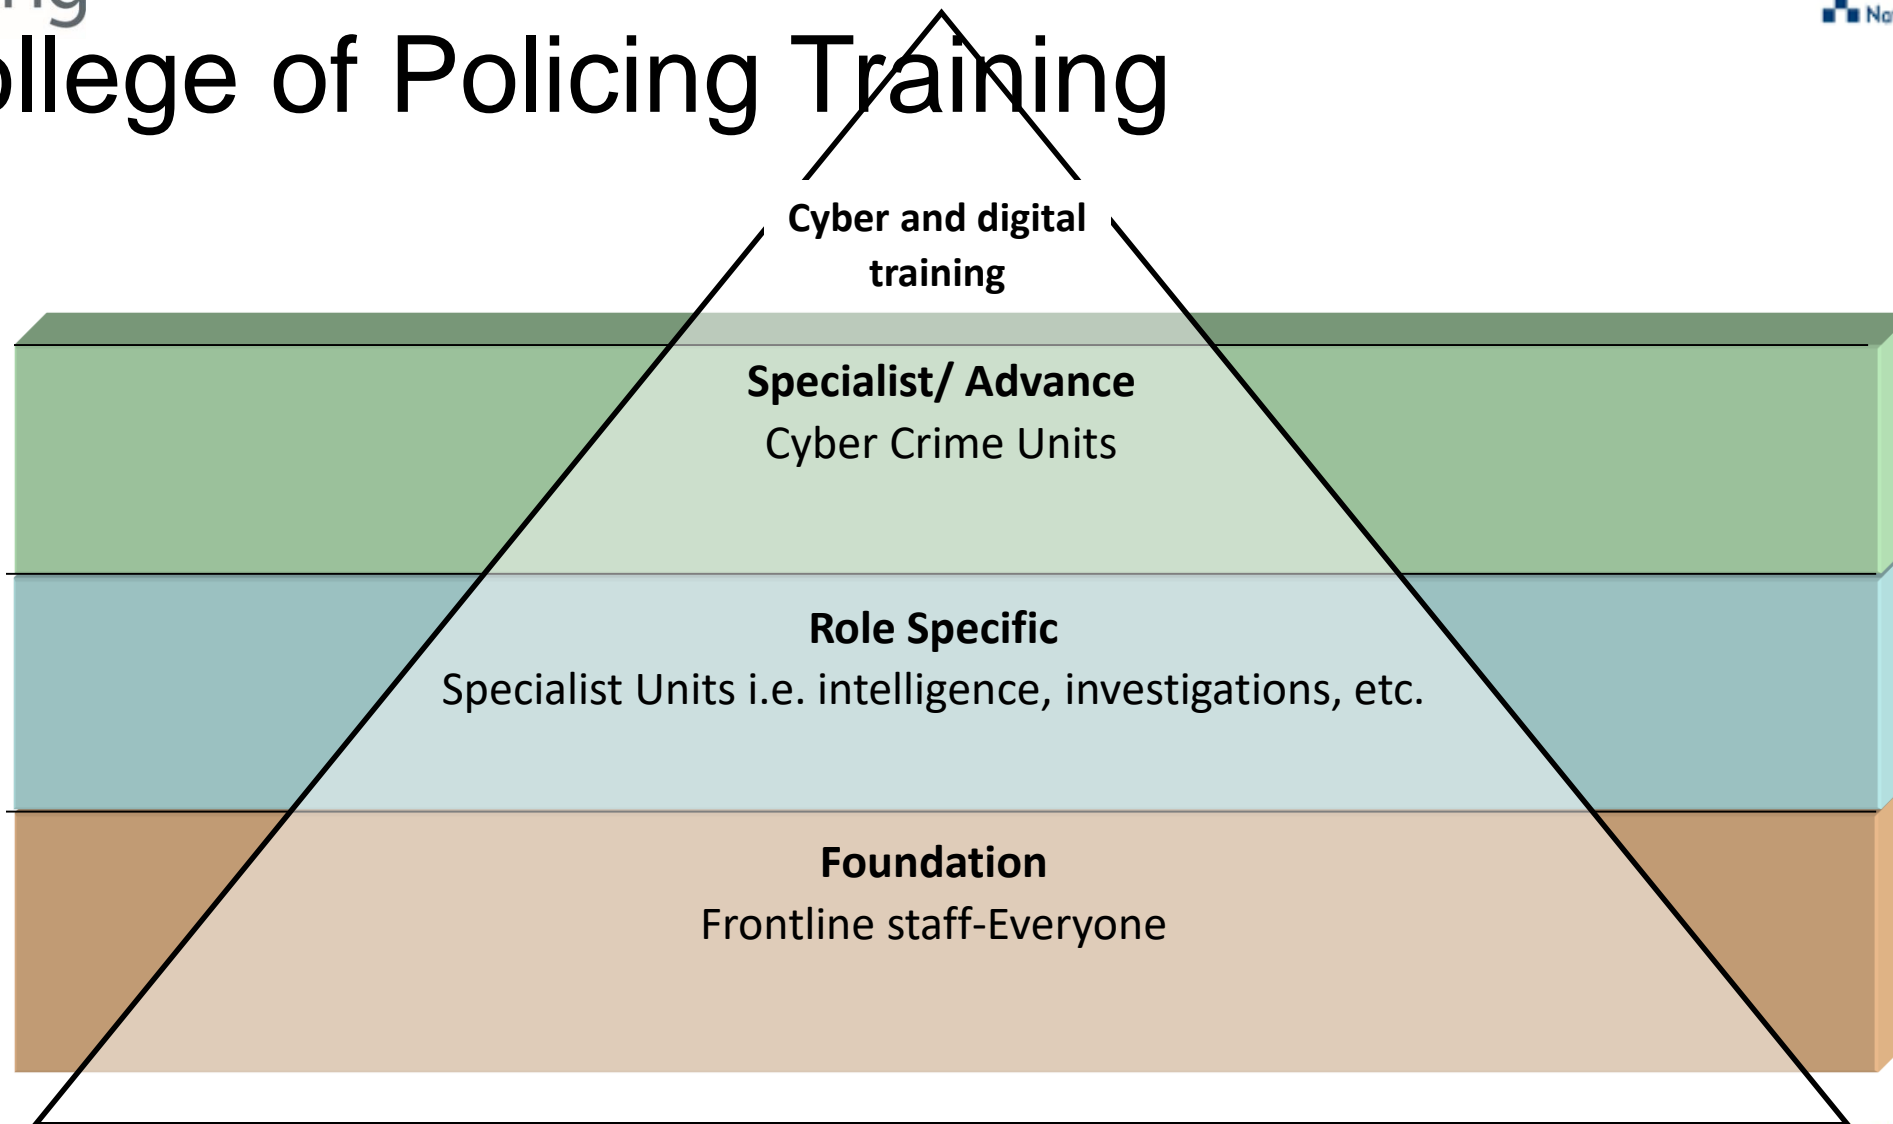 ollege of Policing Training
Cyber and digital
training
Specialist/ Advance
Cyber Crime Units
Role Specific
Specialist Units i.e. intelligence, investigations, etc.
Foundation
Frontline staff-Everyone